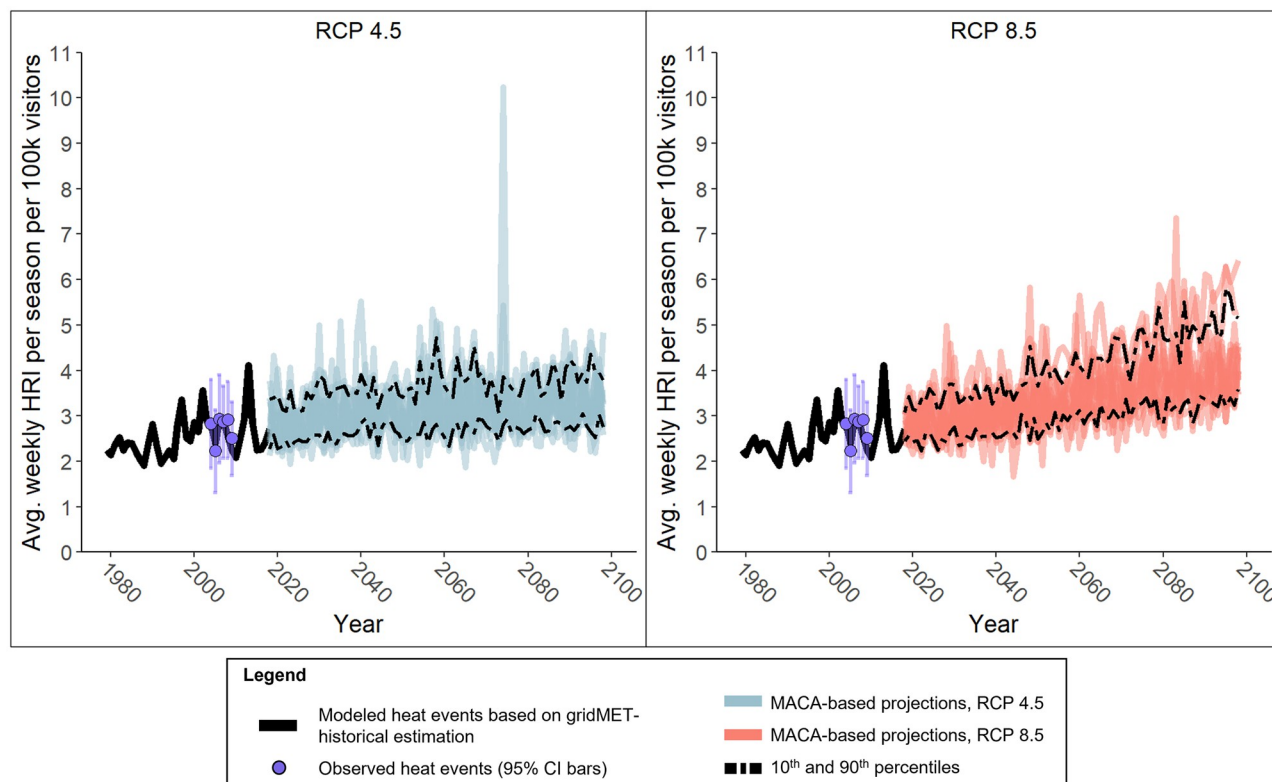 RCP 4.5
Avg. weekly HRI per season per 100k visitors
11
10
9
8
7
6
5
4
3
2
1
0
1980
2000
2020
2040
2060
2080
2100
Year
RCP 8.5
Avg. weekly HRI per season per 100k visitors
11
10
9
8
7
6
5
4
3
2
1
0
1980
2000
2020
2040
2060
2080
2100
Year
Legend
Modeled heat events based on gridMET-
historical estimation
Observed heat events (95% CI bars)
MACA-based projections, RCP 4.5
MACA-based projections, RCP 8.5
10th and 90th percentiles